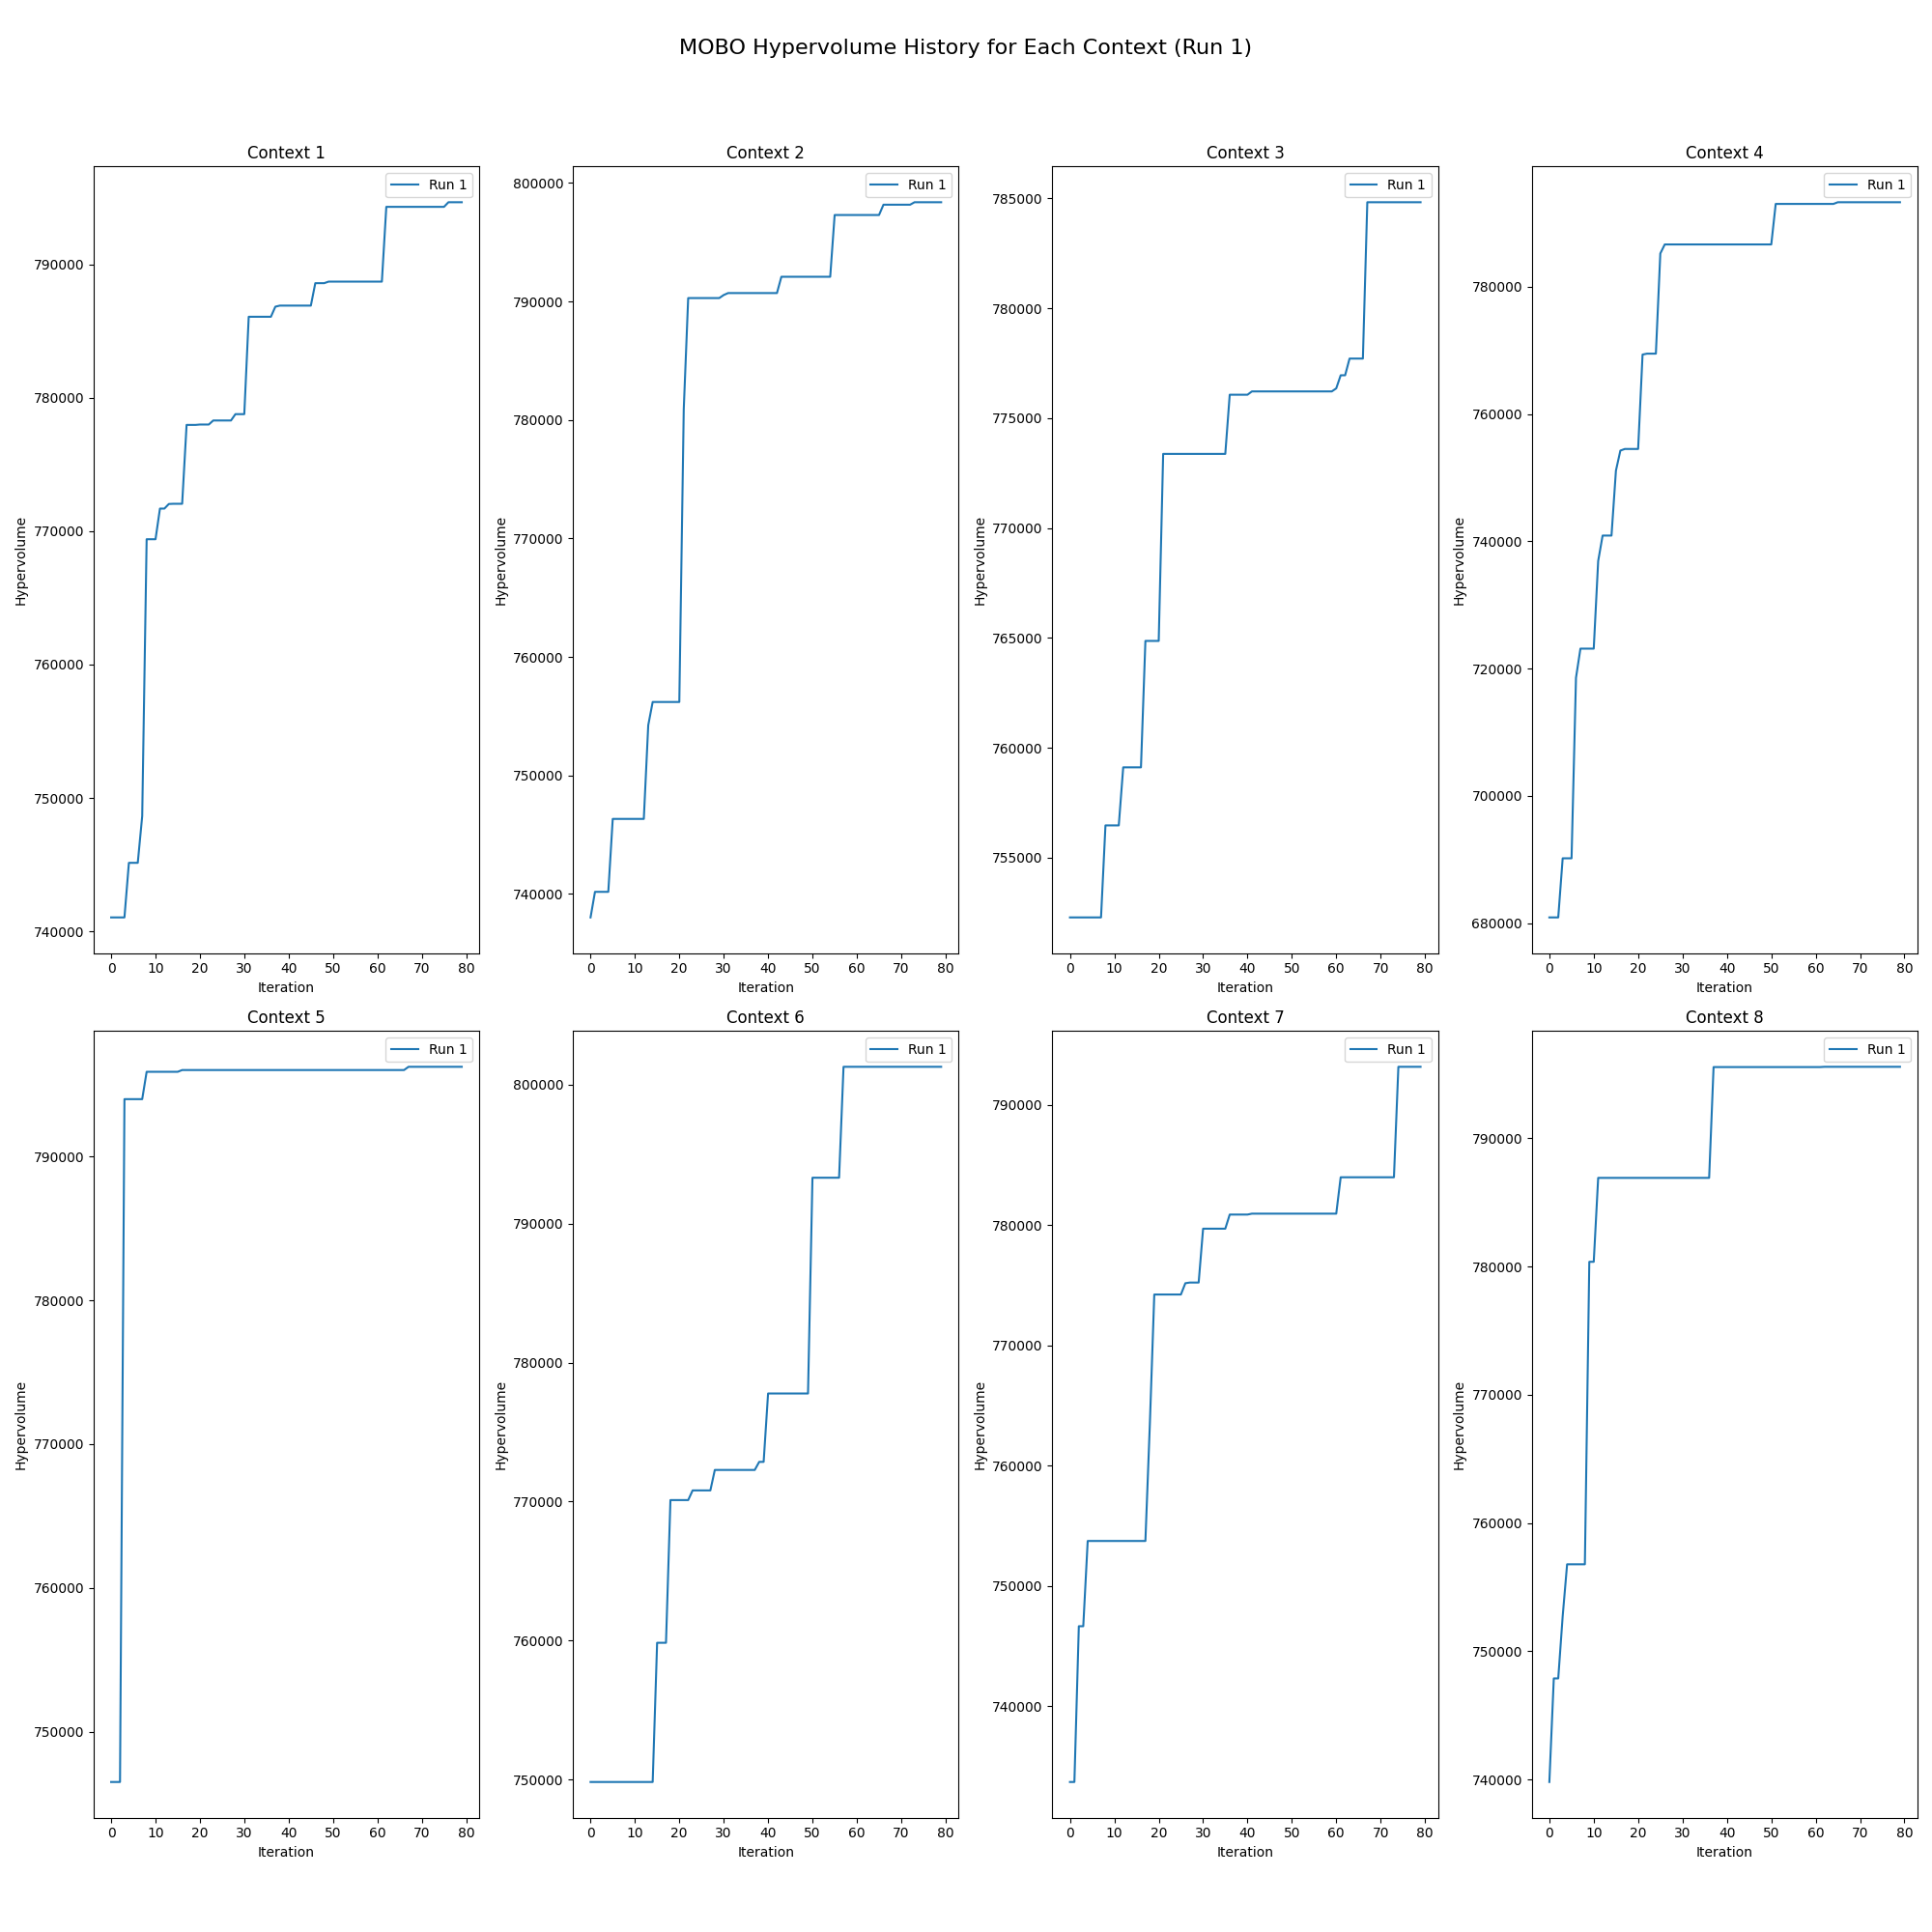 MOBO Hypervolume History for Each Context (Run 1)
Context 1
Run 1
790000
780000
770000
760000
750000
740000
Hypervolume
0 10 20 30 40 50 60 70 80
Iteration
Context 2
Run 1
800000
790000
780000
770000
760000
750000
740000
Hypervolume
0 10 20 30 40 50 60 70 80
Iteration
Context 3
Run 1
785000
780000
775000
770000
765000
760000
755000
Hypervolume
0 10 20 30 40 50 60 70 80
Iteration
Context 4
Run 1
780000
760000
740000
720000
700000
680000
Hypervolume
0 10 20 30 40 50 60 70 80
Iteration
Context 5
Run 1
790000
780000
770000
760000
750000
Hypervolume
0 10 20 30 40 50 60 70 80
Iteration
Context 6
Run 1
800000
790000
780000
770000
760000
750000
Hypervolume
0 10 20 30 40 50 60 70 80
Iteration
Context 7
Run 1
790000
780000
770000
760000
750000
740000
Hypervolume
0 10 20 30 40 50 60 70 80
Iteration
Context 8
Run 1
790000
780000
770000
760000
750000
740000
Hypervolume
0 10 20 30 40 50 60 70 80
Iteration